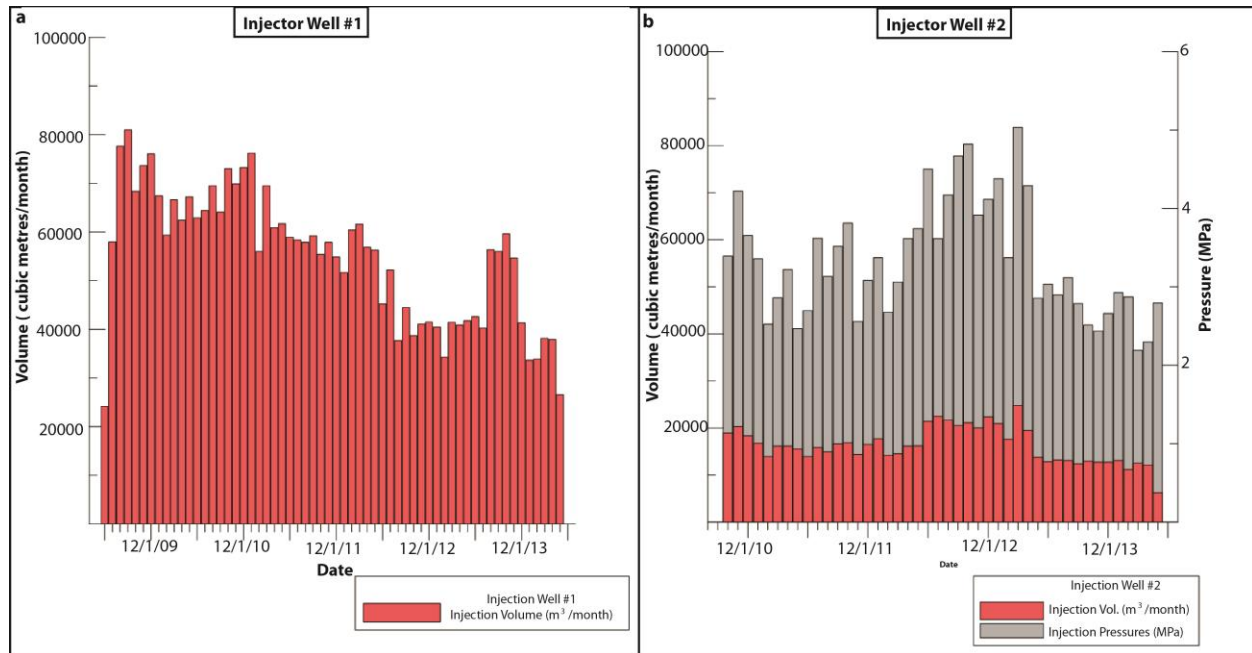 a
Injector Well #1
100000
80000
60000
40000
20000
Volume ( cubic metres/month)
12/1/09
12/1/10
12/1/11
12/1/12
12/1/13
Date
Injection Well #1
Injection Volume (m³ /month)
b
Injector Well #2
100000
80000
60000
40000
20000
Volume ( cubic metres/month)
6
4
2
Pressure (MPa)
12/1/10
12/1/11
12/1/12
12/1/13
Date
Injection Well #2
Injection Vol. (m³ /month)
Injection Pressures (MPa)